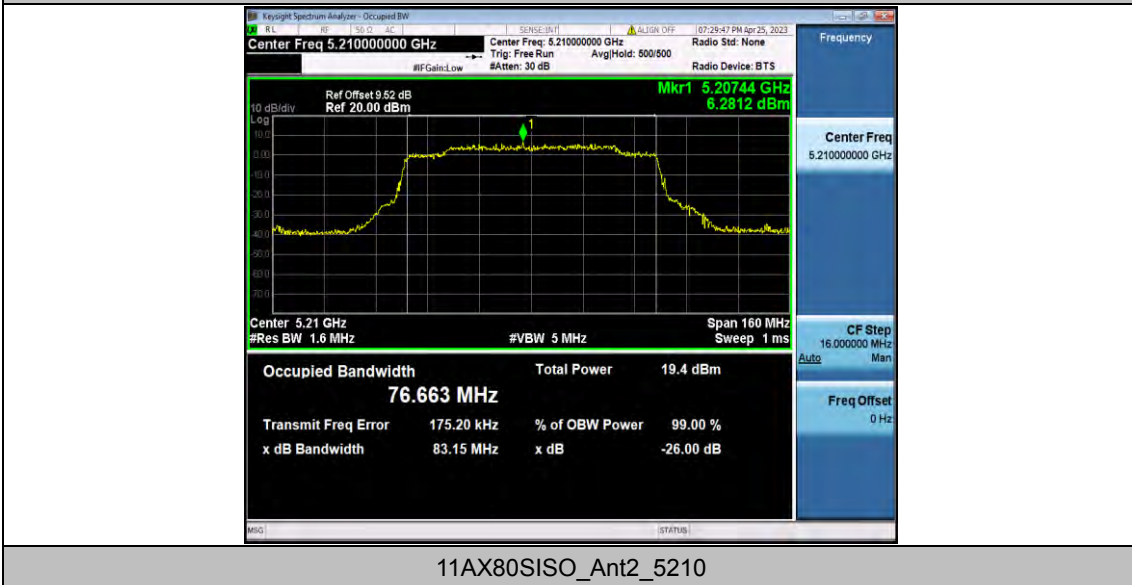 Keysight Spectrum Analyzer - Occupied BW
RL RF 50 Ω AC SENSE:INT ALIGN OFF 07:29:47 PM Apr 25, 2023
Center Freq 5.210000000 GHz
Center Freq: 5.210000000 GHz
Radio Std: None
Trig: Free Run Avg|Hold: 500/500
#IFGain:Low #Atten: 30 dB Radio Device: BTS
Frequency
Mkr1 5.20744 GHz
6.2812 dBm
Ref Offset 9.52 dB
10 dB/div Ref 20.00 dBm
Log
10.0
0.00
-10.0
-20.0
-30.0
-40.0
-50.0
-60.0
-70.0
1
Center 5.21 GHz Span 160 MHz
#Res BW 1.6 MHz #VBW 5 MHz Sweep 1 ms
Occupied Bandwidth Total Power 19.4 dBm
76.663 MHz
Transmit Freq Error 175.20 kHz % of OBW Power 99.00 %
x dB Bandwidth 83.15 MHz x dB -26.00 dB
Center Freq
5.210000000 GHz
CF Step
16.000000 MHz
Auto Man
Freq Offset
0 Hz
MSG STATUS
11AX80SISO_Ant2_5210